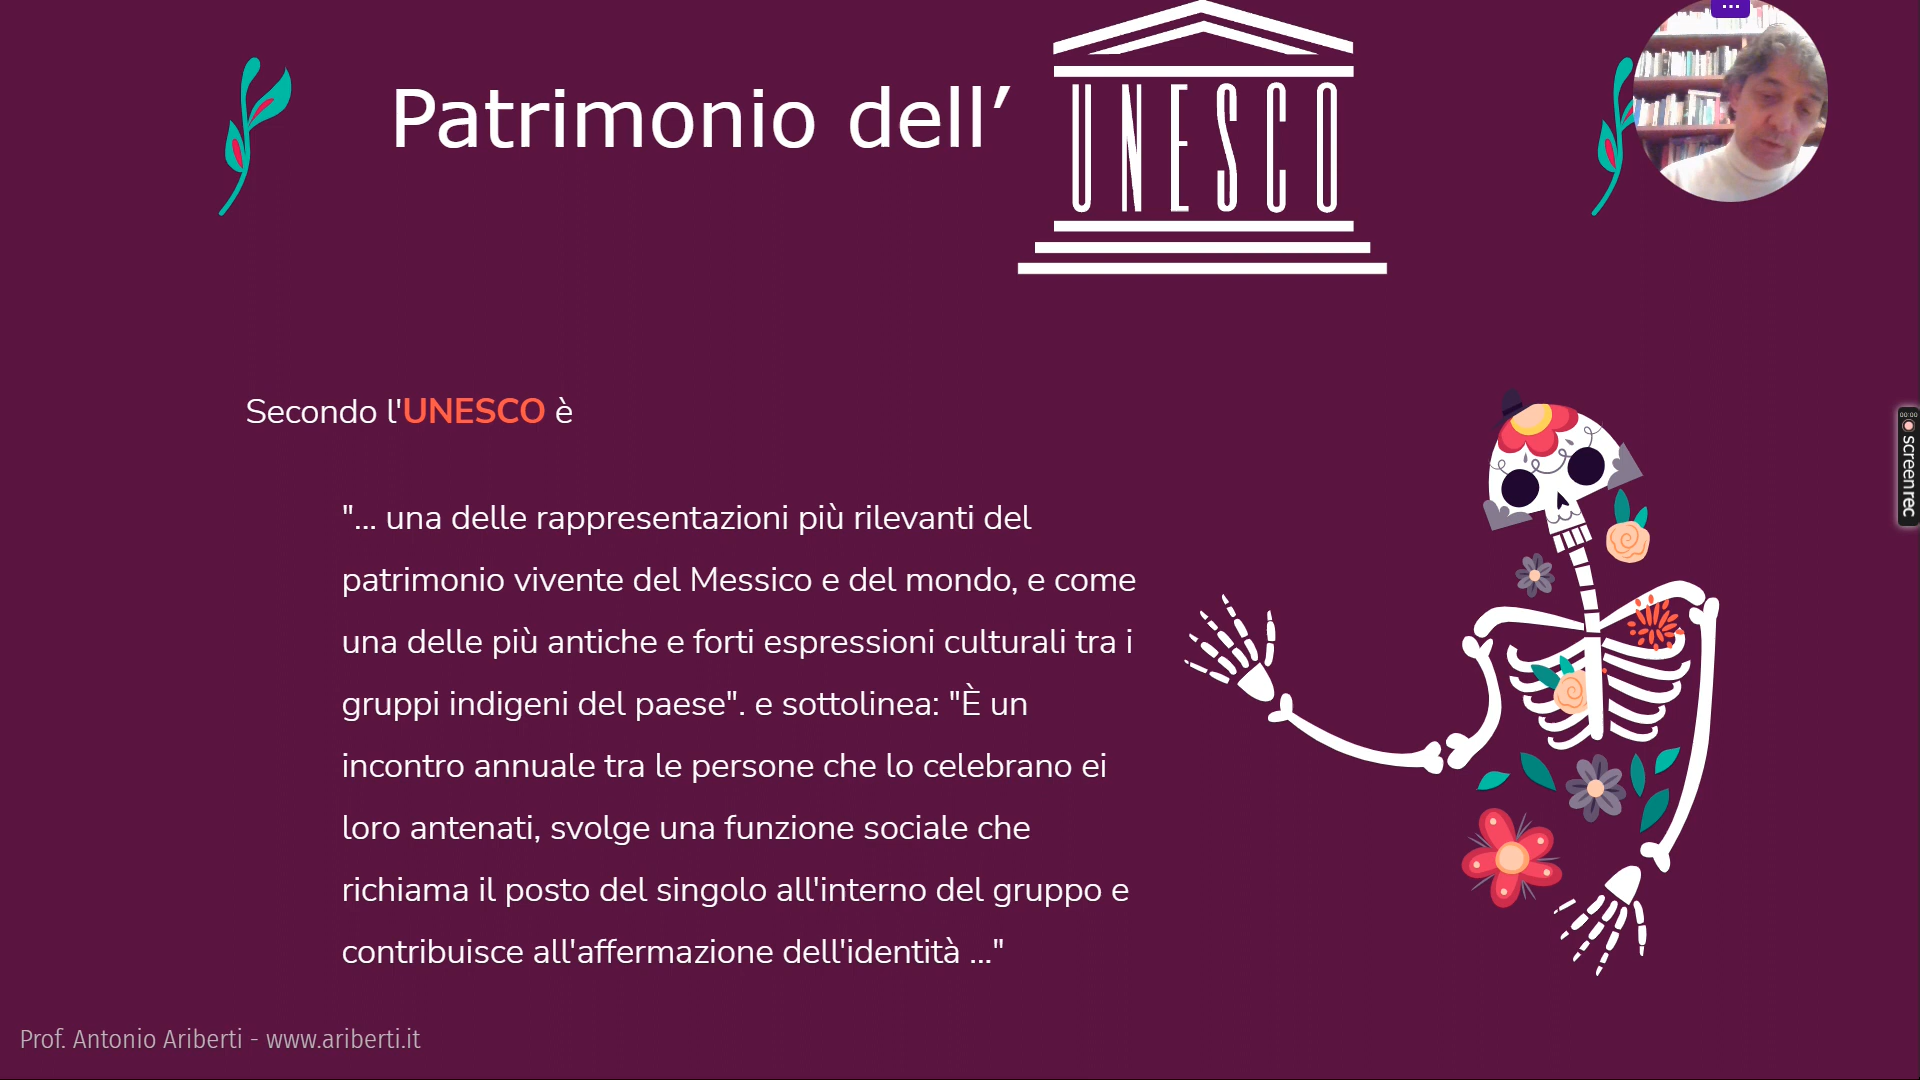 Patrimonio dell’
UNESCO
Secondo l'UNESCO è
"... una delle rappresentazioni più rilevanti del
patrimonio vivente del Messico e del mondo, e come
una delle più antiche e forti espressioni culturali tra i
gruppi indigeni del paese". e sottolinea: "È un
incontro annuale tra le persone che lo celebrano ei
loro antenati, svolge una funzione sociale che
richiama il posto del singolo all'interno del gruppo e
contribuisce all'affermazione dell'identità ..."
Prof. Antonio Ariberti - www.ariberti.it
00:00
screenrec